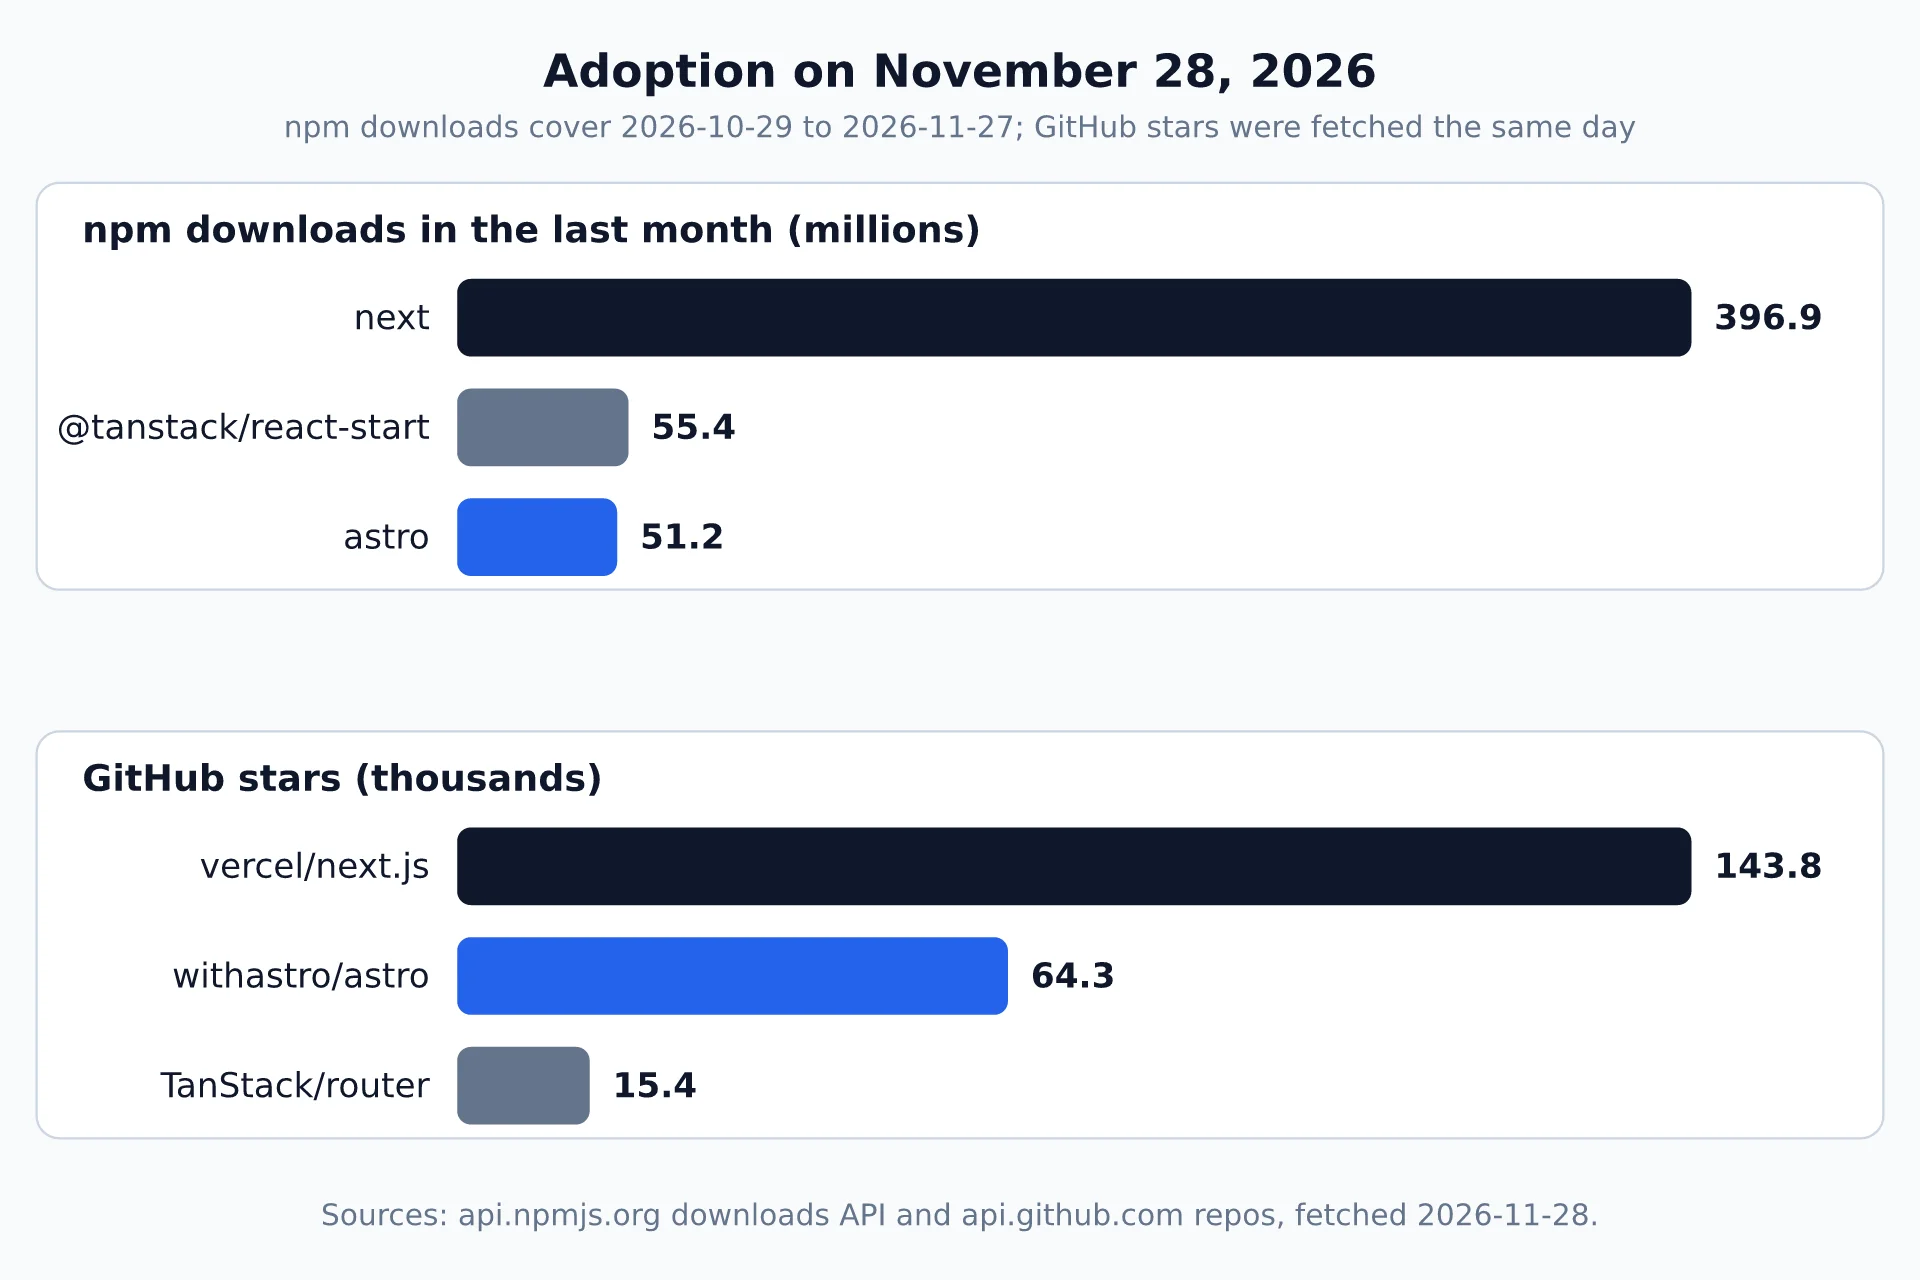 Adoption on November 28, 2026
npm downloads cover 2026-10-29 to 2026-11-27; GitHub stars were fetched the same day
npm downloads in the last month (millions)
next 396.9
@tanstack/react-start 55.4
astro 51.2
GitHub stars (thousands)
vercel/next.js 143.8
withastro/astro 64.3
TanStack/router 15.4
Sources: api.npmjs.org downloads API and api.github.com repos, fetched 2026-11-28.